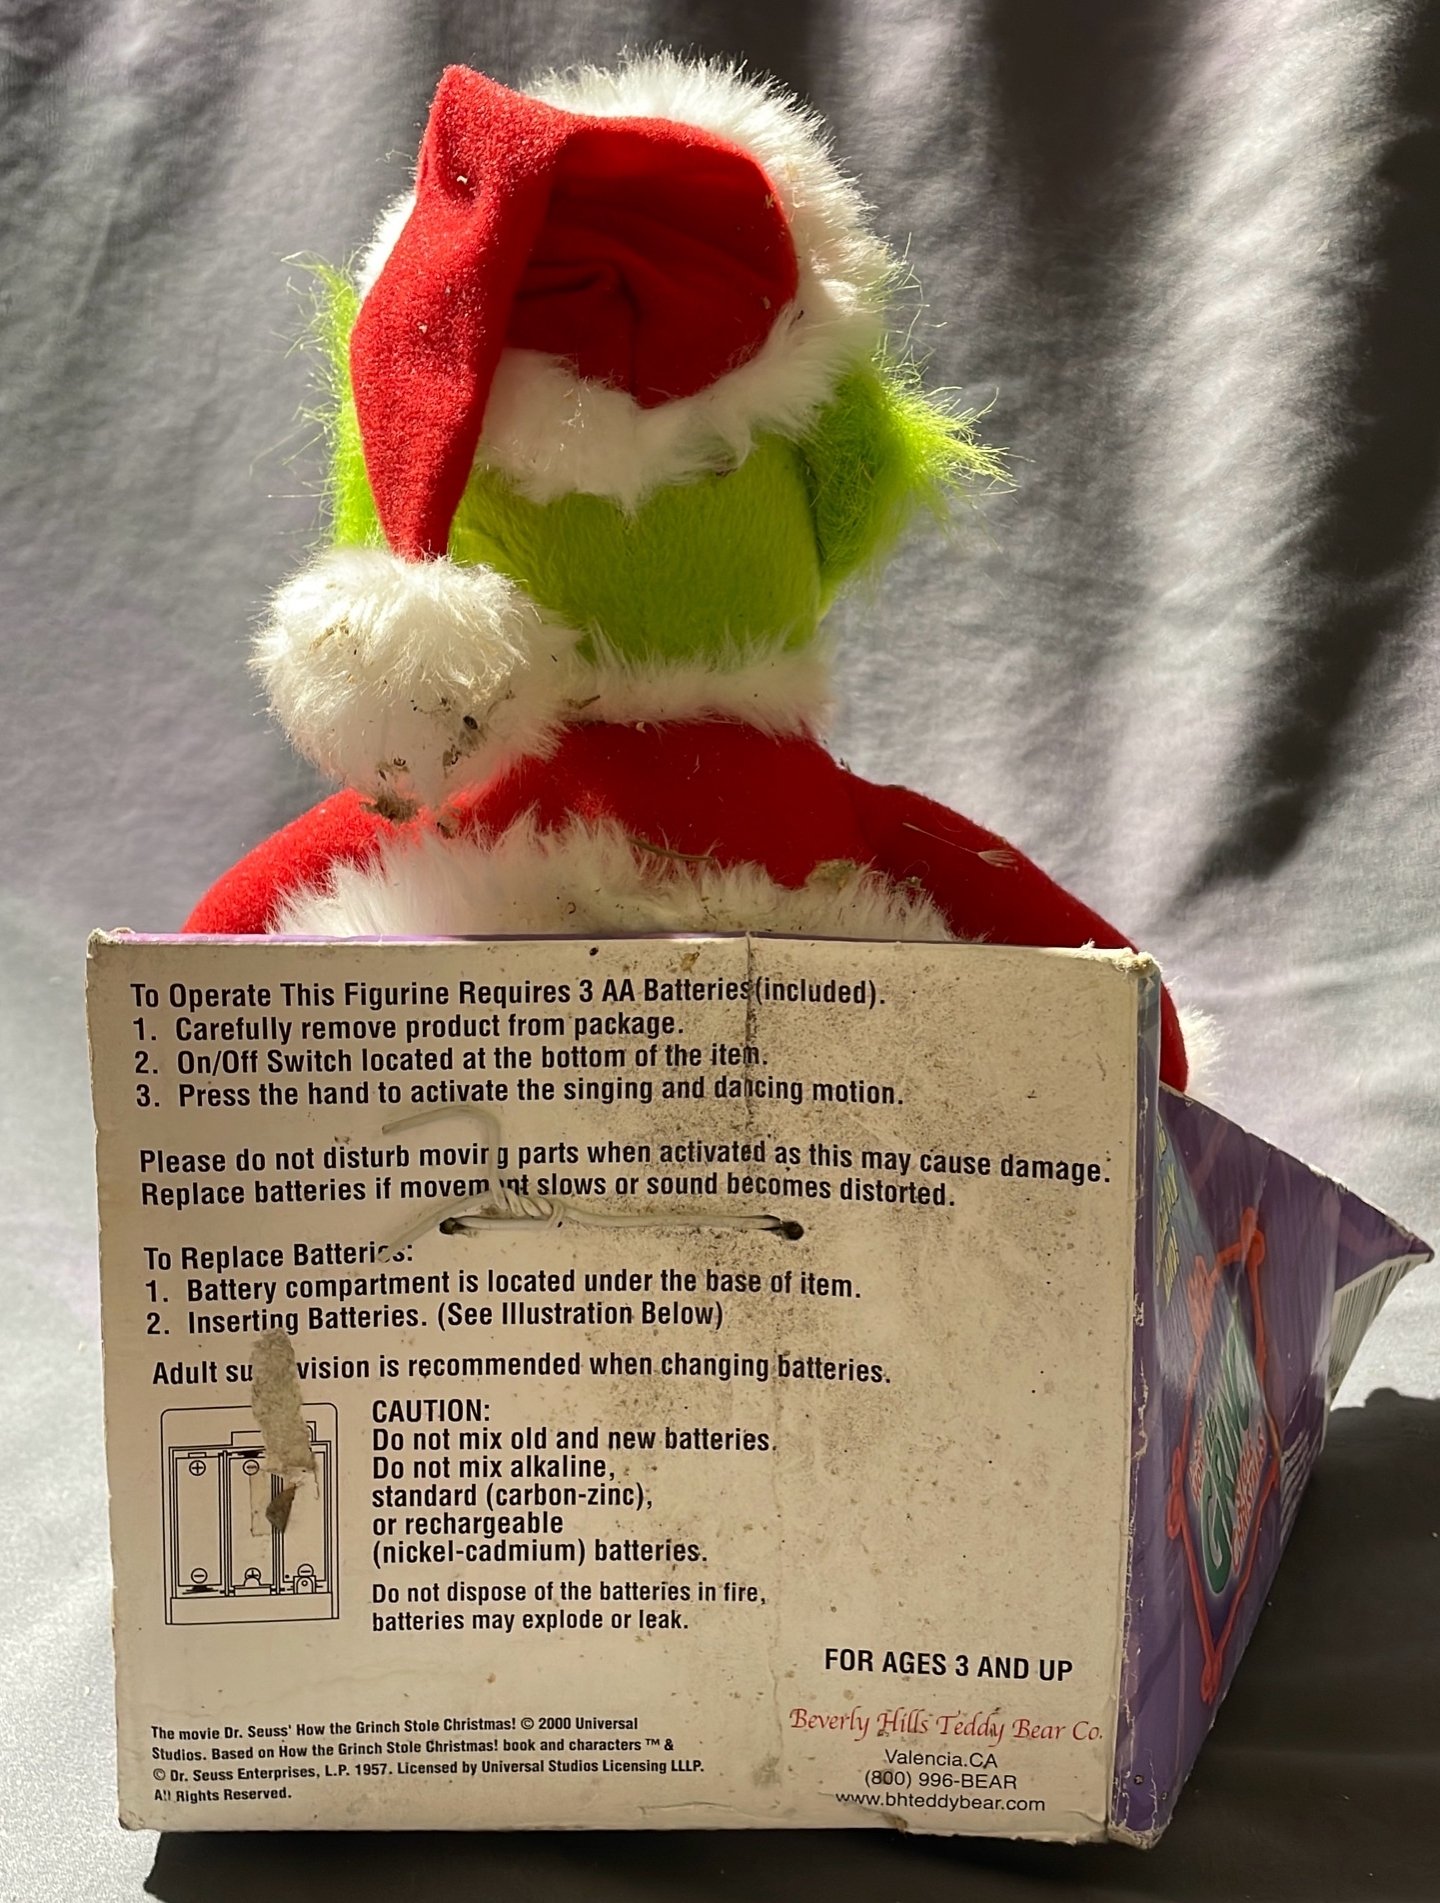 To Operate This Figurine Requires 3 AA Batteries(included).
1. Carefully remove product from package.
2. On/Off Switch located at the bottom of the item.
3. Press the hand to activate the singing and dancing motion.
Please do not disturb moving parts when activated as this may cause damage.
Replace batteries if movement slows or sound becomes distorted.
To Replace Batteries:
1. Battery compartment is located under the base of item.
2. Inserting Batteries. (See Illustration Below)
Adult su vision is recommended when changing batteries.
CAUTION:
Do not mix old and new batteries.
Do not mix alkaline,
standard (carbon-zinc),
or rechargeable
(nickel-cadmium) batteries.
Do not dispose of the batteries in fire,
batteries may explode or leak.
FOR AGES 3 AND UP
The movie Dr. Seuss' How the Grinch Stole Christmas! © 2000 Universal
Studios. Based on How the Grinch Stole Christmas! book and characters ™ &
© Dr. Seuss Enterprises, L.P. 1957. Licensed by Universal Studios Licensing LLLP.
All Rights Reserved.
Beverly Hills Teddy Bear Co.
Valencia.CA
(800) 996-BEAR
www.bhteddybear.com
GRINCH